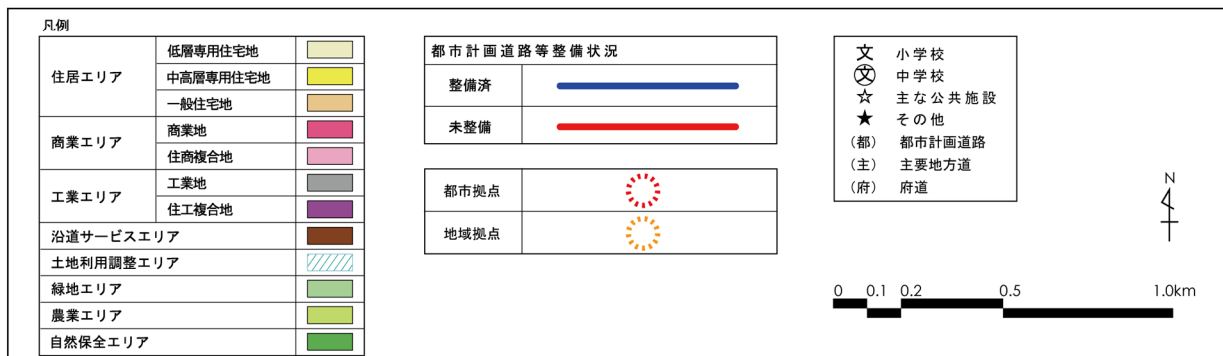 凡例
住居エリア
低層専用住宅地
中高層専用住宅地
一般住宅地
商業エリア
商業地
住商複合地
工業エリア
工業地
住工複合地
沿道サービスエリア
土地利用調整エリア
緑地エリア
農業エリア
自然保全エリア
都市計画道路等整備状況
整備済
未整備
都市拠点
地域拠点
文 小学校
文 中学校
☆ 主な公共施設
★ その他
(都) 都市計画道路
(主) 主要地方道
(府) 府道
N
0 0.1 0.2 0.5 1.0km